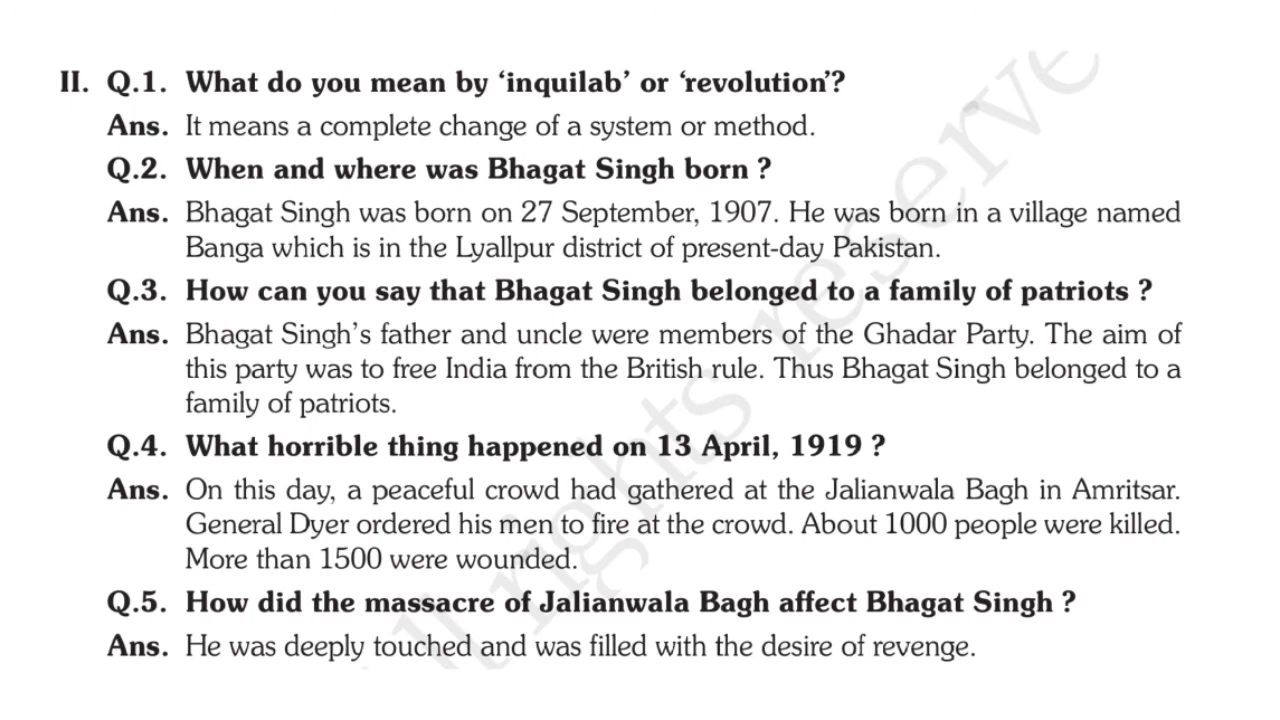 II. Q.1. What do you mean by ‘inquilab’ or ‘revolution’?
Ans. It means a complete change of a system or method.
Q.2. When and where was Bhagat Singh born ?
Ans. Bhagat Singh was born on 27 September, 1907. He was born in a village named
Banga which is in the Lyallpur district of present-day Pakistan.
Q.3. How can you say that Bhagat Singh belonged to a family of patriots ?
Ans. Bhagat Singh’s father and uncle were members of the Ghadar Party. The aim of
this party was to free India from the British rule. Thus Bhagat Singh belonged to a
family of patriots.
Q.4. What horrible thing happened on 13 April, 1919 ?
Ans. On this day, a peaceful crowd had gathered at the Jalianwala Bagh in Amritsar.
General Dyer ordered his men to fire at the crowd. About 1000 people were killed.
More than 1500 were wounded.
Q.5. How did the massacre of Jalianwala Bagh affect Bhagat Singh ?
Ans. He was deeply touched and was filled with the desire of revenge.
ll rights reserve